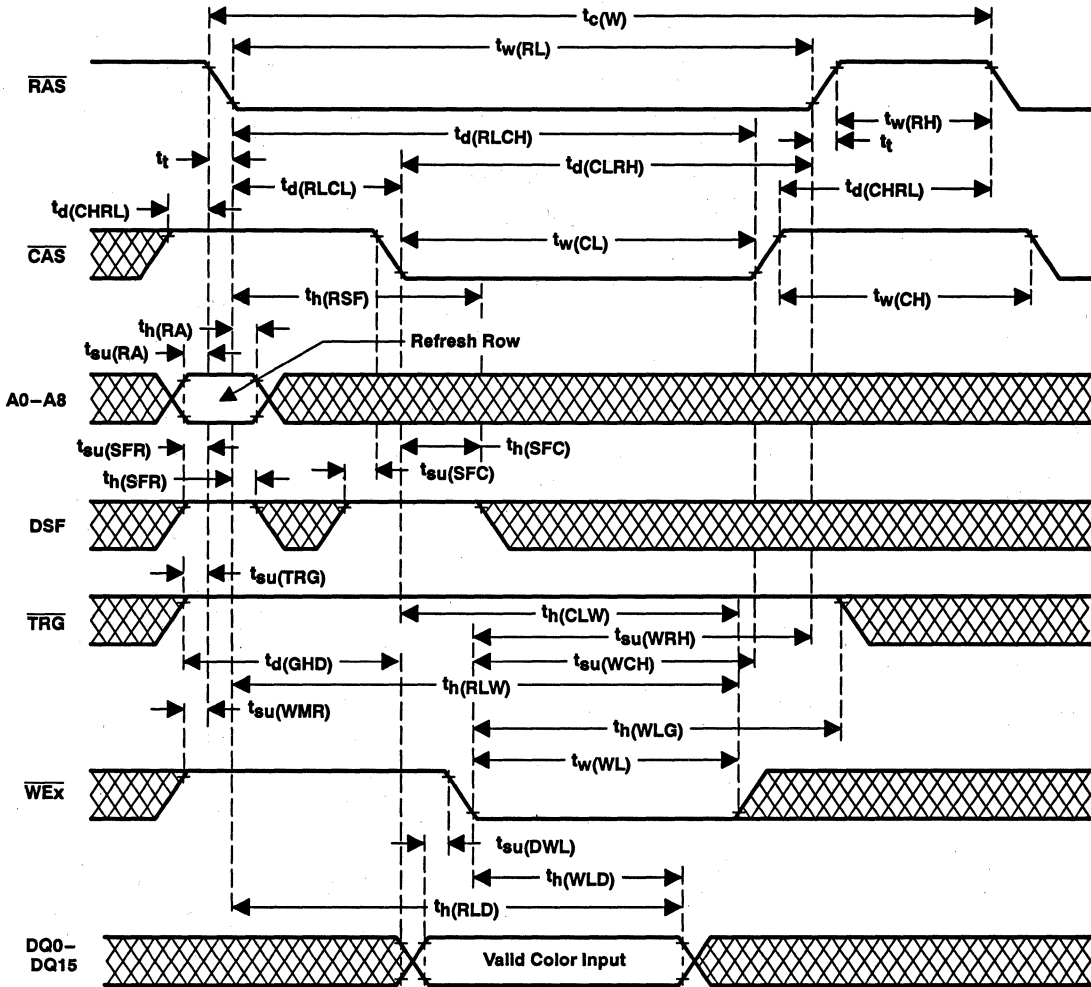 tc(W)
tw(RL)
RAS
tw(RH)
td(RLCH)
tt
tt
td(CLRH)
td(RLCL)
td(CHRL)
td(CHRL)
CAS
tw(CL)
th(RSF)
tw(CH)
th(RA)
Refresh Row
tsu(RA)
A0–A8
tsu(SFR)
th(SFC)
tsu(SFC)
th(SFR)
DSF
tsu(TRG)
TRG
th(CLW)
tsu(WRH)
td(GHD)
tsu(WCH)
th(RLW)
tsu(WMR)
th(WLG)
tw(WL)
WEx
tsu(DWL)
th(WLD)
th(RLD)
DQ0–
DQ15
Valid Color Input